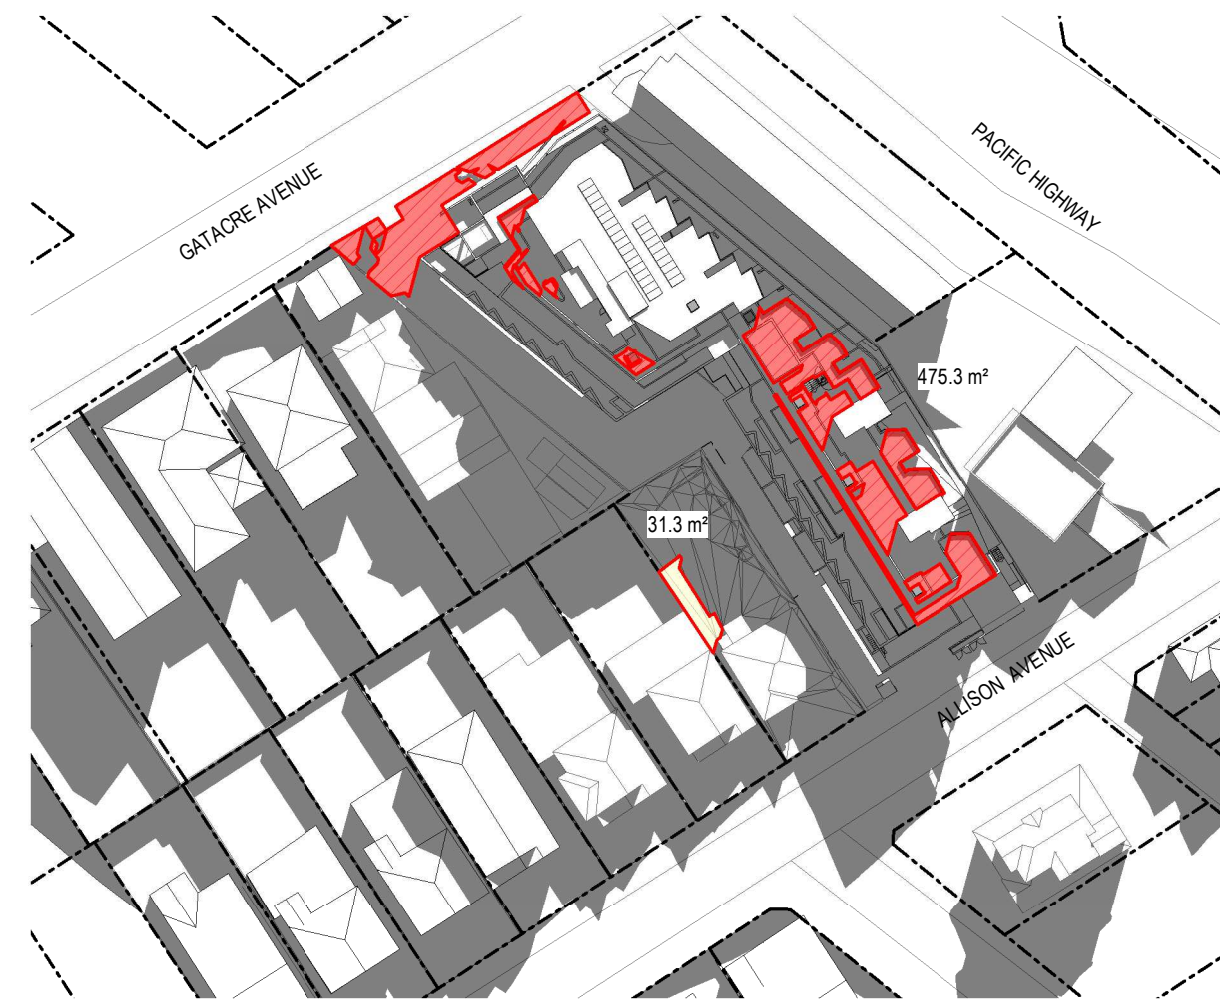 GATACRE AVENUE
PACIFIC HIGHWAY
475.3 m²
31.3 m²
ALLISON AVENUE